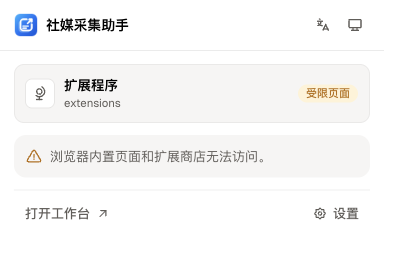 社媒采集助手
扩展程序
extensions
受限页面
浏览器内置页面和扩展商店无法访问。
打开工作台
设置